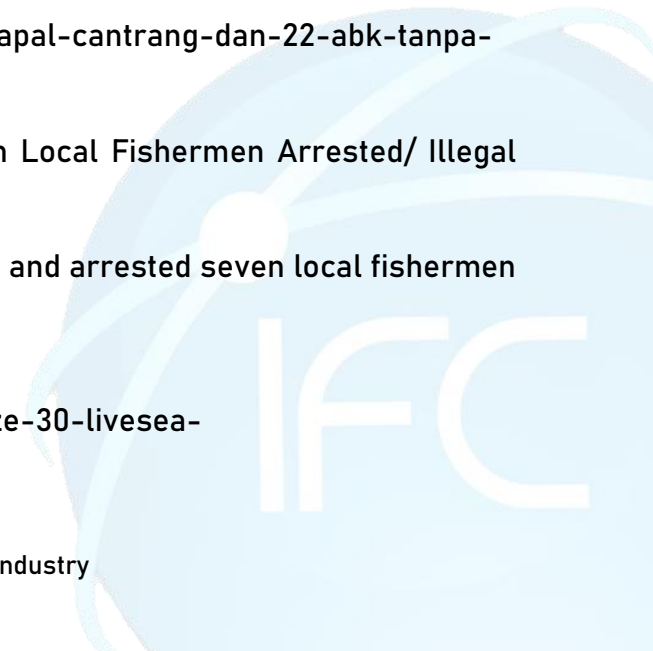 apal-cantrang-dan-22-abk-tanpa-
n Local Fishermen Arrested/ Illegal
and arrested seven local fishermen
IFC
te-30-livesea-
ndustry